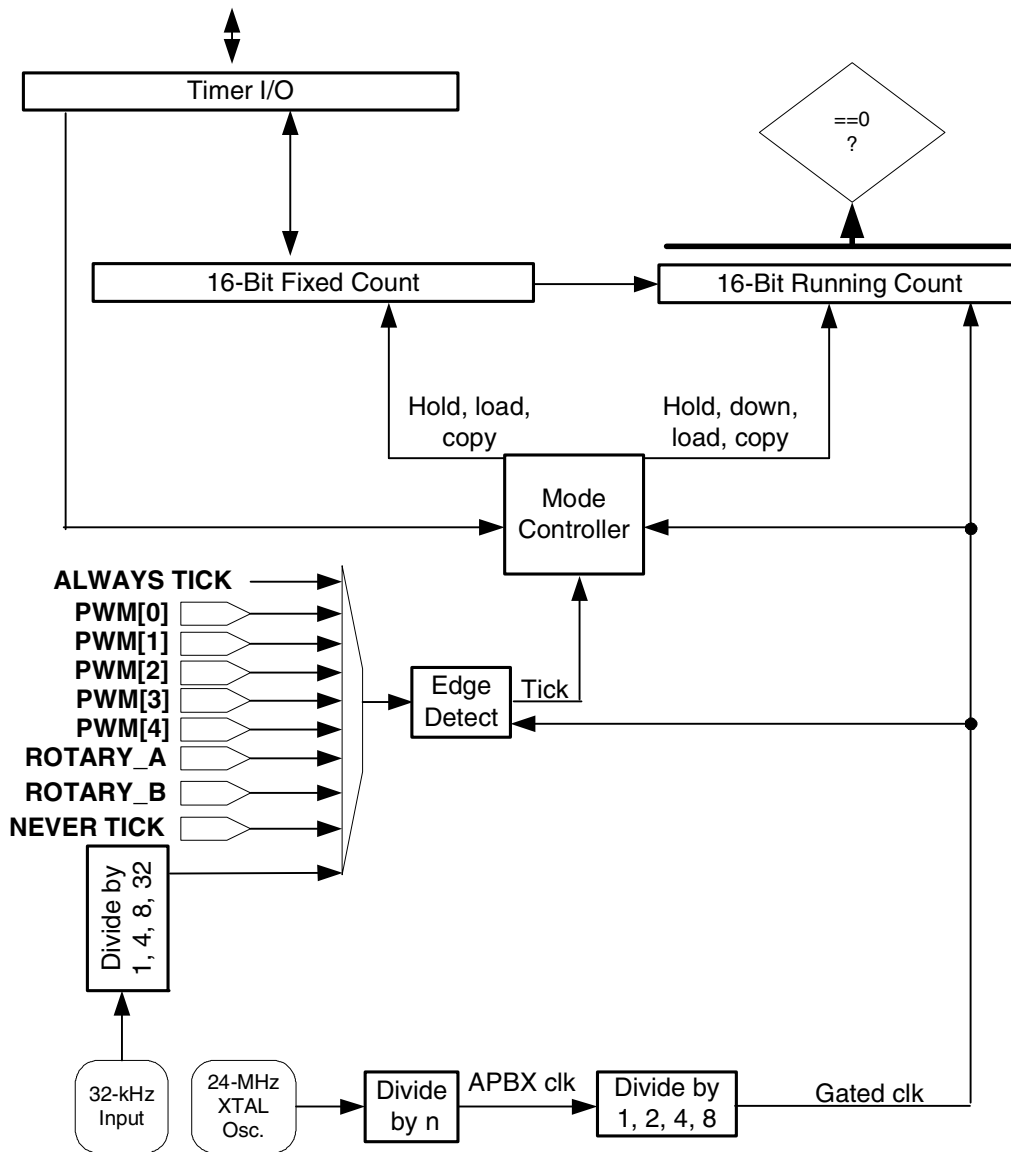 Timer I/O
==0
?
16-Bit Fixed Count
16-Bit Running Count
Hold, load,
copy
Hold, down,
load, copy
Mode
Controller
ALWAYS TICK
PWM[0]
PWM[1]
PWM[2]
PWM[3]
PWM[4]
ROTARY_A
ROTARY_B
NEVER TICK
Edge
Detect
Tick
Divide by
1, 4, 8, 32
32-kHz
Input
24-MHz
XTAL
Osc.
Divide
by n
APBX clk
Divide by
1, 2, 4, 8
Gated clk